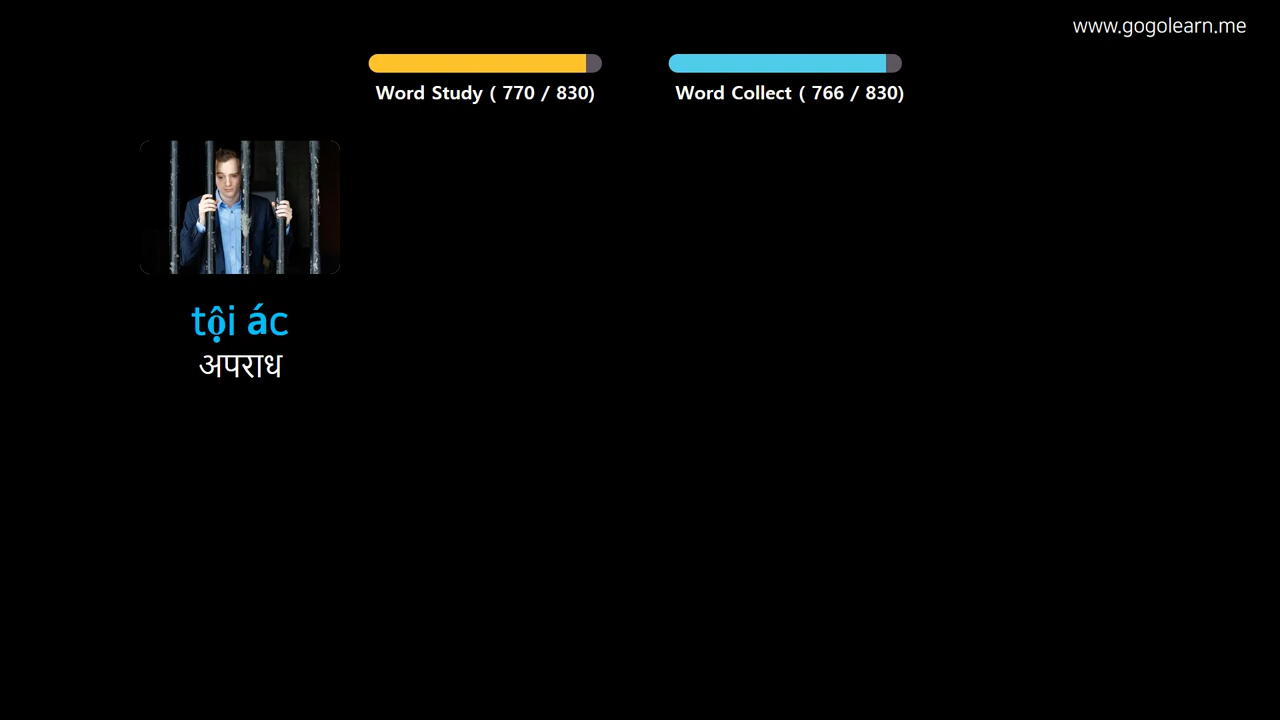 www.gogolearn.me
Word Study ( 770 / 830)
Word Collect ( 766 / 830)
tội ác
अपराध